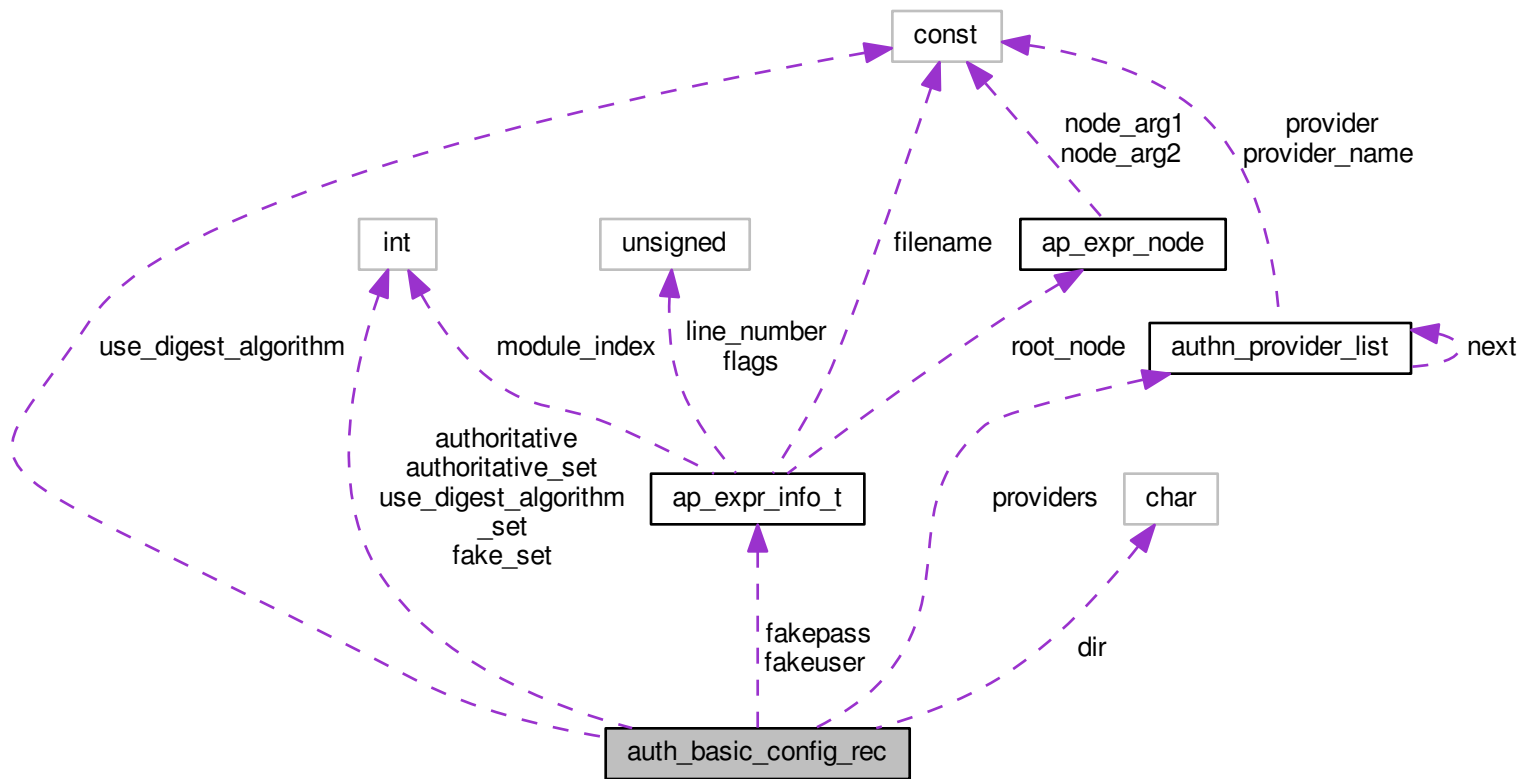 const
node_arg1
node_arg2
provider
provider_name
int
unsigned
filename
ap_expr_node
use_digest_algorithm
module_index
line_number
flags
root_node
authn_provider_list
next
authoritative
authoritative_set
use_digest_algorithm
_set
fake_set
ap_expr_info_t
providers
char
fakepass
fakeuser
dir
auth_basic_config_rec